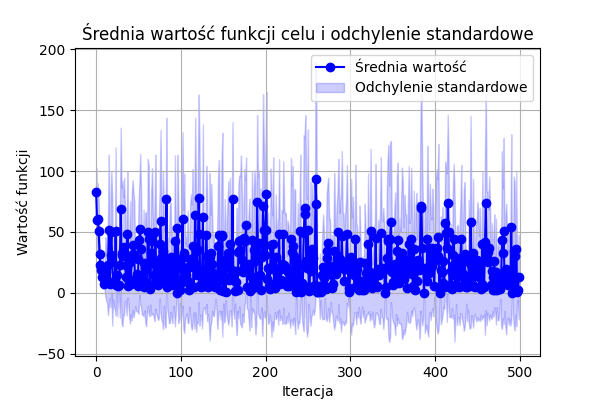 Średnia wartość funkcji celu i odchylenie standardowe
Średnia wartość
Odchylenie standardowe
Wartość funkcji
200
150
100
50
0
−50
0 100 200 300 400 500
Iteracja